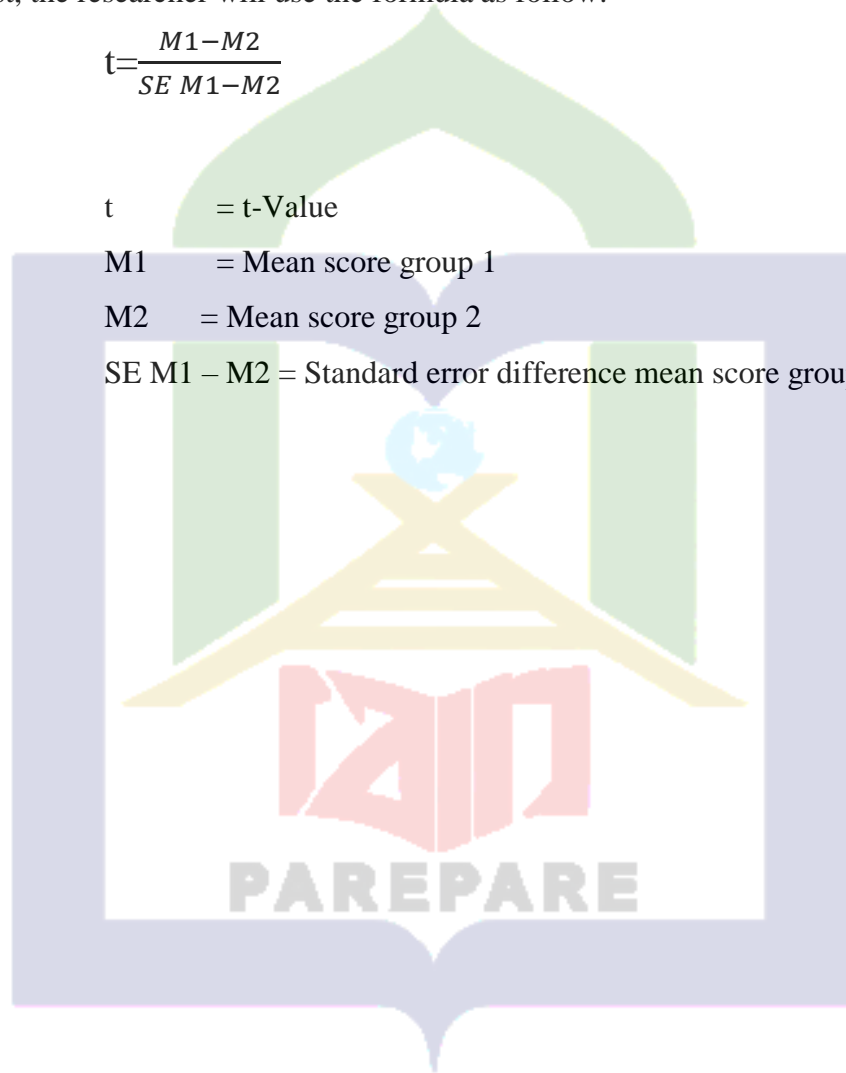 the researcher will use the formula as follow:
t=M1−M2/SE M1−M2
t = t-Value
M1 = Mean score group 1
M2 = Mean score group 2
SE M1 – M2 = Standard error difference mean score
PAREPARE